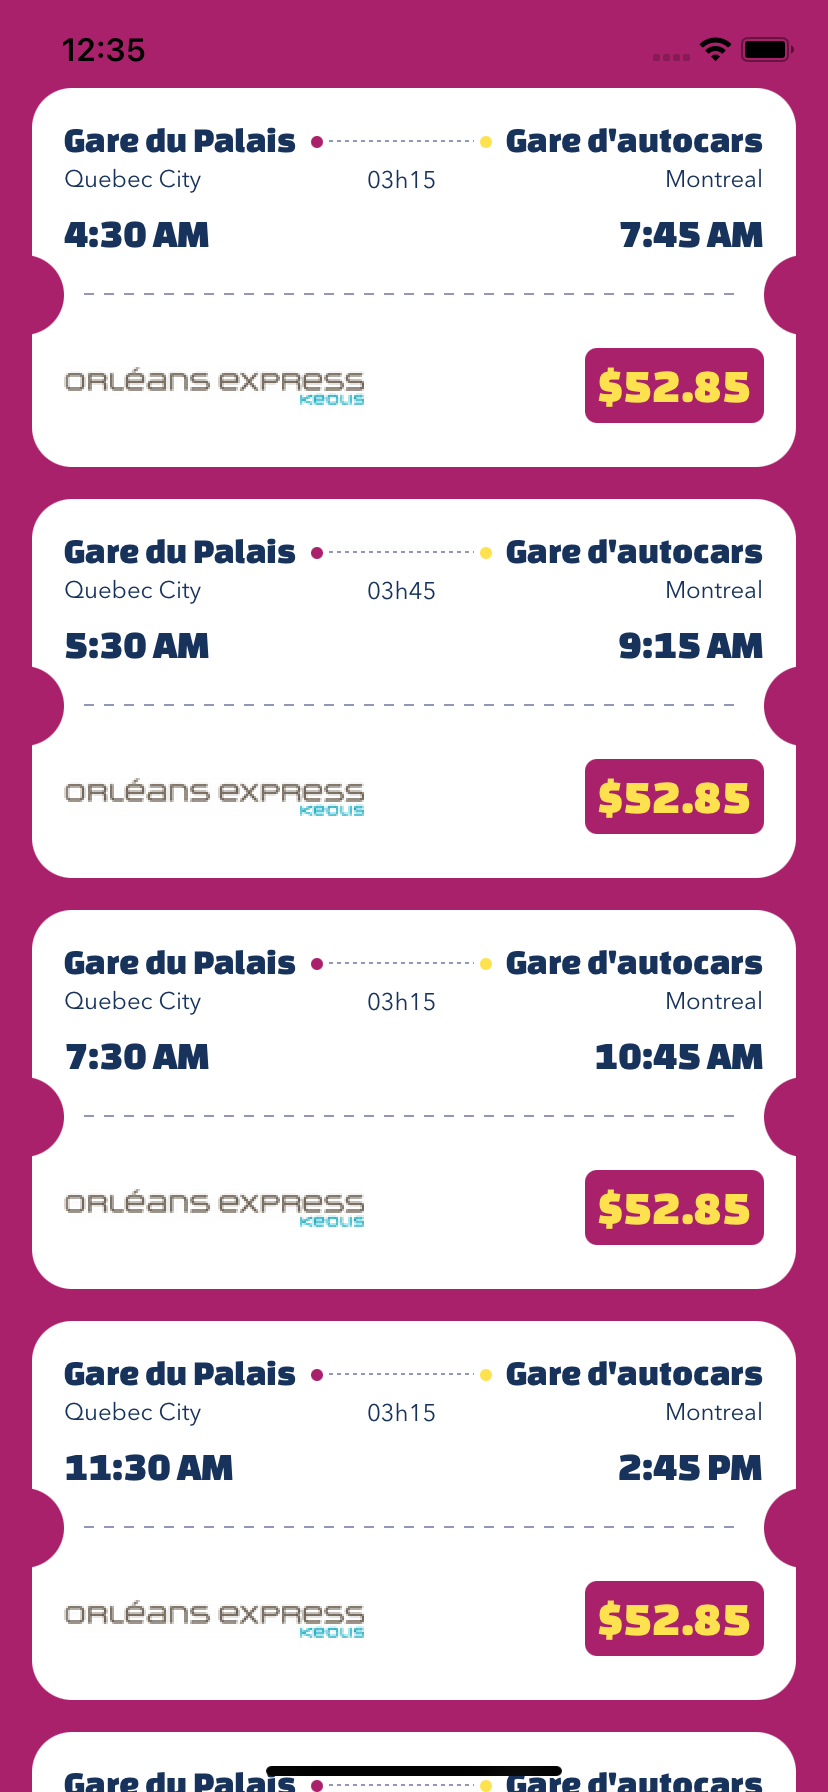 12:35
Gare du Palais Gare d'autocars
Quebec City 03h15 Montreal
4:30 AM 7:45 AM
ORLéANS EXPRESS $52.85
KEOLIS
Gare du Palais Gare d'autocars
Quebec City 03h45 Montreal
5:30 AM 9:15 AM
ORLéANS EXPRESS $52.85
KEOLIS
Gare du Palais Gare d'autocars
Quebec City 03h15 Montreal
7:30 AM 10:45 AM
ORLéANS EXPRESS $52.85
KEOLIS
Gare du Palais Gare d'autocars
Quebec City 03h15 Montreal
11:30 AM 2:45 PM
ORLéANS EXPRESS $52.85
KEOLIS
Gare du Palais Gare d'autocars